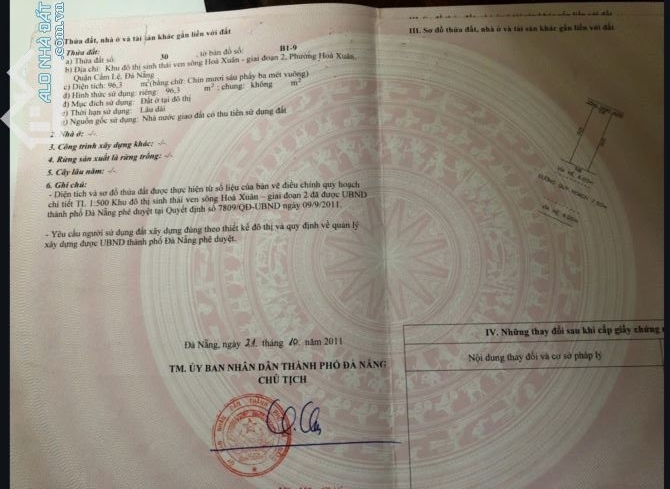 ALO NHÀ ĐẤT
.com.vn
Thửa đất, nhà ở và tài sản khác gắn liền với đất
Thửa đất:
a) Thửa đất số: 30 , tờ bản đồ số: B1-9
b) Địa chỉ: Khu đô thị sinh thái ven sông Hoà Xuân - giai đoạn 2, Phường Hoà Xuân,
Quận Cẩm Lệ, Đà Nẵng
c) Diện tích: 96,3 m² (bằng chữ: Chín mươi sáu phẩy ba mét vuông)
d) Hình thức sử dụng: riêng: 96,3 m² ; chung: không m²
đ) Mục đích sử dụng: Đất ở tại đô thị
e) Thời hạn sử dụng: Lâu dài
g) Nguồn gốc sử dụng: Nhà nước giao đất có thu tiền sử dụng đất
2. Nhà ở: -/-
3. Công trình xây dựng khác: -/-
4. Rừng sản xuất là rừng trồng: -/-
5. Cây lâu năm: -/-
6. Ghi chú:
- Diện tích và sơ đồ thửa đất được thực hiện từ số liệu của bản vẽ điều chỉnh quy hoạch
chi tiết TL 1:500 Khu đô thị sinh thái ven sông Hoà Xuân – giai đoạn 2 đã được UBND
thành phố Đà Nẵng phê duyệt tại Quyết định số 7809/QĐ-UBND ngày 09/9/2011.
- Yêu cầu người sử dụng đất xây dựng đúng theo thiết kế đô thị và quy định về quản lý
xây dựng được UBND thành phố Đà Nẵng phê duyệt.
Đà Nẵng, ngày 21 tháng 10 năm 2011
TM. ỦY BAN NHÂN DÂN THÀNH PHỐ ĐÀ NẴNG
CHỦ TỊCH
III. Sơ đồ thửa đất, nhà ở và tài sản khác gắn liền với đất
IV. Những thay đổi sau khi cấp giấy chứng
Nội dung thay đổi và cơ sở pháp lý